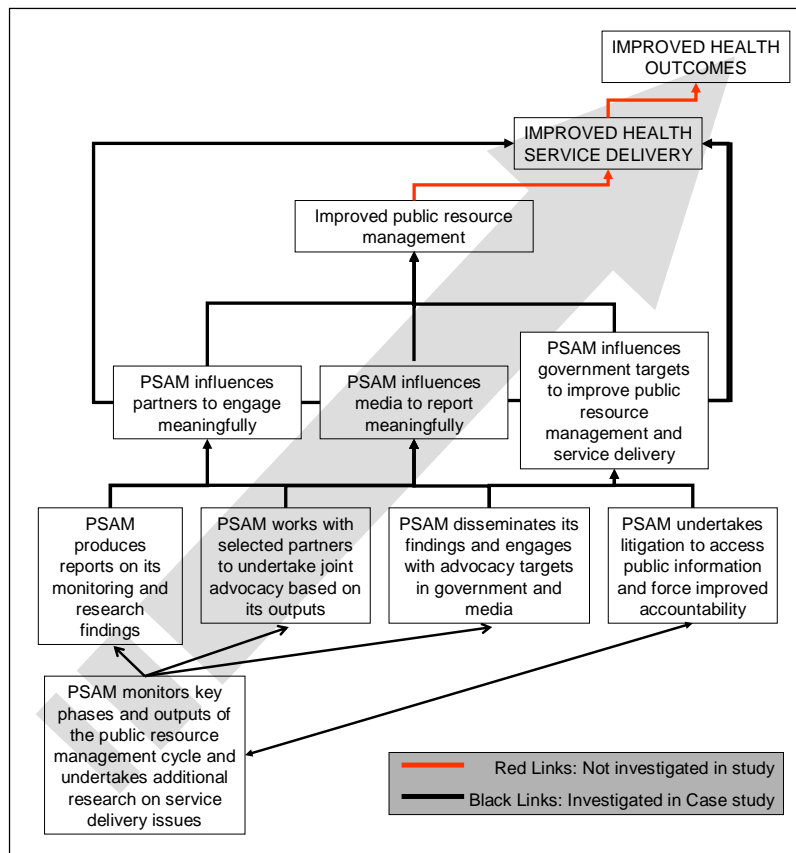 IMPROVED HEALTH
OUTCOMES
IMPROVED HEALTH
SERVICE DELIVERY
Improved public resource
management
PSAM influences
partners to engage
meaningfully
PSAM influences
media to report
meaningfully
PSAM influences
government targets
to improve public
resource
management and
service delivery
PSAM
produces
reports on its
monitoring and
research
findings
PSAM works with
selected partners
to undertake joint
advocacy based on
its outputs
PSAM disseminates its
findings and engages
with advocacy targets
in government and
media
PSAM undertakes
litigation to access
public information
and force improved
accountability
PSAM monitors key
phases and outputs of
the public resource
management cycle and
undertakes additional
research on service
delivery issues
Red Links: Not investigated in study
Black Links: Investigated in Case study